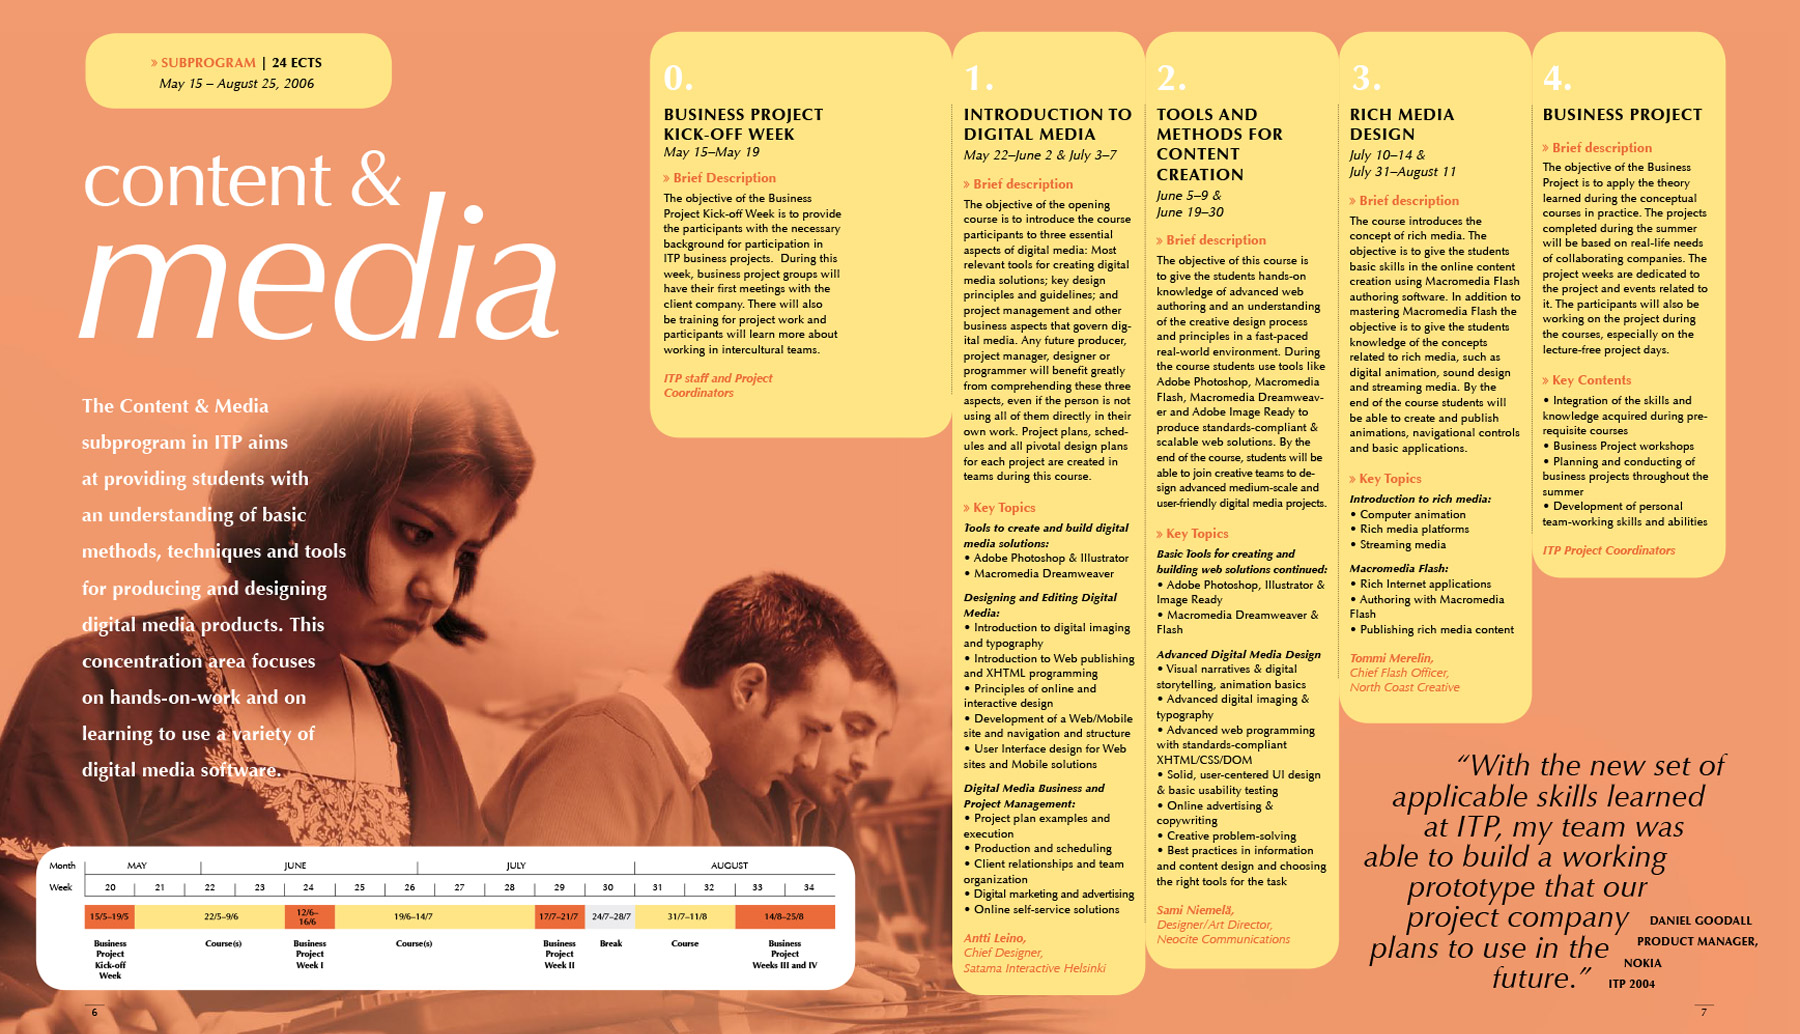 » SUBPROGRAM | 24 ECTS
May 15 – August 25, 2006
content &
media
The Content & Media
subprogram in ITP aims
at providing students with
an understanding of basic
methods, techniques and tools
for producing and designing
digital media products. This
concentration area focuses
on hands-on-work and on
learning to use a variety of
digital media software.
Month MAY JUNE JULY AUGUST
Week 20 21 22 23 24 25 26 27 28 29 30 31 32 33 34
15/5–19/5 22/5–9/6 12/6–
16/6 19/6–14/7 17/7–21/7 24/7–28/7 31/7–11/8 14/8–25/8
Business
Project
Kick-off
Week
Course(s)
Business
Project
Week I
Course(s)
Business
Project
Week II
Break
Course
Business
Project
Weeks III and IV
6
0.
BUSINESS PROJECT
KICK-OFF WEEK
May 15–May 19
» Brief Description
The objective of the Business
Project Kick-off Week is to provide
the participants with the necessary
background for participation in
ITP business projects. During this
week, business project groups will
have their first meetings with the
client company. There will also
be training for project work and
participants will learn more about
working in intercultural teams.
ITP staff and Project
Coordinators
1.
INTRODUCTION TO
DIGITAL MEDIA
May 22–June 2 & July 3–7
» Brief description
The objective of the opening
course is to introduce the course
participants to three essential
aspects of digital media: Most
relevant tools for creating digital
media solutions; key design
principles and guidelines; and
project management and other
business aspects that govern dig-
ital media. Any future producer,
project manager, designer or
programmer will benefit greatly
from comprehending these three
aspects, even if the person is not
using all of them directly in their
own work. Project plans, sched-
ules and all pivotal design plans
for each project are created in
teams during this course.
» Key Topics
Tools to create and build digital
media solutions:
• Adobe Photoshop & Illustrator
• Macromedia Dreamweaver
Designing and Editing Digital
Media:
• Introduction to digital imaging
and typography
• Introduction to Web publishing
and XHTML programming
• Principles of online and
interactive design
• Development of a Web/Mobile
site and navigation and structure
• User Interface design for Web
sites and Mobile solutions
Digital Media Business and
Project Management:
• Project plan examples and
execution
• Production and scheduling
• Client relationships and team
organization
• Digital marketing and advertising
• Online self-service solutions
Antti Leino,
Chief Designer,
Satama Interactive Helsinki
2.
TOOLS AND
METHODS FOR
CONTENT
CREATION
June 5–9 &
June 19–30
» Brief description
The objective of this course is
to give the students hands-on
knowledge of advanced web
authoring and an understanding
of the creative design process
and principles in a fast-paced
real-world environment. During
the course students use tools like
Adobe Photoshop, Macromedia
Flash, Macromedia Dreamweav-
er and Adobe Image Ready to
produce standards-compliant &
scalable web solutions. By the
end of the course, students will be
able to join creative teams to de-
sign advanced medium-scale and
user-friendly digital media projects.
» Key Topics
Basic Tools for creating and
building web solutions continued:
• Adobe Photoshop, Illustrator &
Image Ready
• Macromedia Dreamweaver &
Flash
Advanced Digital Media Design
• Visual narratives & digital
storytelling, animation basics
• Advanced digital imaging &
typography
• Advanced web programming
with standards-compliant
XHTML/CSS/DOM
• Solid, user-centered UI design
& basic usability testing
• Online advertising &
copywriting
• Creative problem-solving
• Best practices in information
and content design and choosing
the right tools for the task
Sami Niemelä,
Designer/Art Director,
Neocite Communications
3.
RICH MEDIA
DESIGN
July 10–14 &
July 31–August 11
» Brief description
The course introduces the
concept of rich media. The
objective is to give the students
basic skills in the online content
creation using Macromedia Flash
authoring software. In addition to
mastering Macromedia Flash the
objective is to give the students
knowledge of the concepts
related to rich media, such as
digital animation, sound design
and streaming media. By the
end of the course students will
be able to create and publish
animations, navigational controls
and basic applications.
» Key Topics
Introduction to rich media:
• Computer animation
• Rich media platforms
• Streaming media
Macromedia Flash:
• Rich Internet applications
• Authoring with Macromedia
Flash
• Publishing rich media content
Tommi Merelin,
Chief Flash Officer,
North Coast Creative
4.
BUSINESS PROJECT
» Brief description
The objective of the Business
Project is to apply the theory
learned during the conceptual
courses in practice. The projects
completed during the summer
will be based on real-life needs
of collaborating companies. The
project weeks are dedicated to
the project and events related to
it. The participants will also be
working on the project during
the courses, especially on the
lecture-free project days.
» Key Contents
• Integration of the skills and
knowledge acquired during pre-
requisite courses
• Business Project workshops
• Planning and conducting of
business projects throughout the
summer
• Development of personal
team-working skills and abilities
ITP Project Coordinators
“With the new set of
applicable skills learned
at ITP, my team was
able to build a working
prototype that our
project company
plans to use in the
future.”
DANIEL GOODALL
PRODUCT MANAGER,
NOKIA
ITP 2004
7